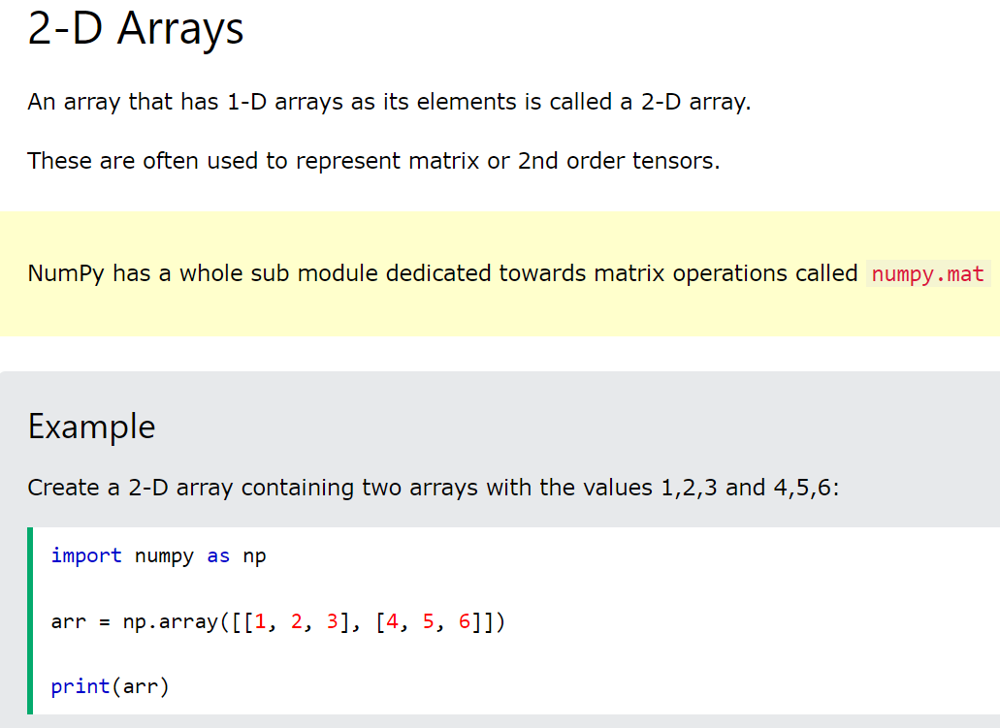 2-D Arrays
An array that has 1-D arrays as its elements is called a 2-D array.
These are often used to represent matrix or 2nd order tensors.
NumPy has a whole sub module dedicated towards matrix operations called numpy.mat
Example
Create a 2-D array containing two arrays with the values 1,2,3 and 4,5,6:
import numpy as np
arr = np.array([[1, 2, 3], [4, 5, 6]])
print(arr)